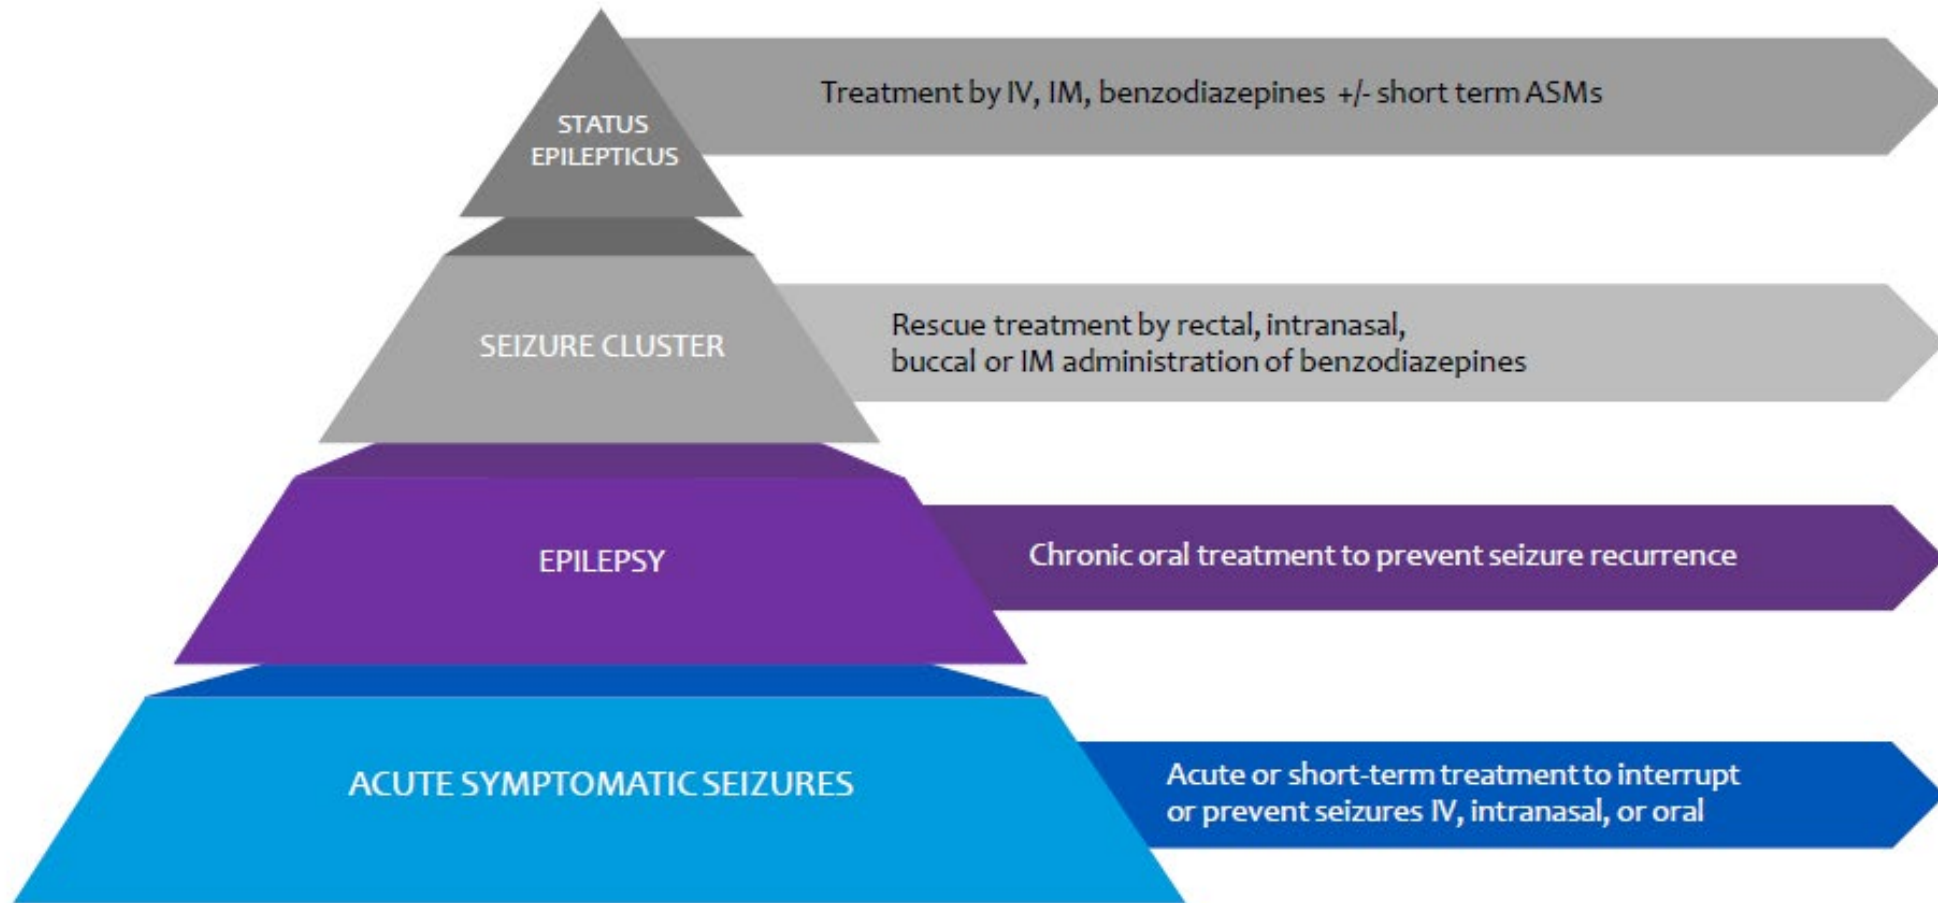 STATUS
EPILEPTICUS
Treatment by IV, IM, benzodiazepines +/- short term ASMs
SEIZURE CLUSTER
Rescue treatment by rectal, intranasal,
buccal or IM administration of benzodiazepines
EPILEPSY
Chronic oral treatment to prevent seizure recurrence
ACUTE SYMPTOMATIC SEIZURES
Acute or short-term treatment to interrupt
or prevent seizures IV, intranasal, or oral